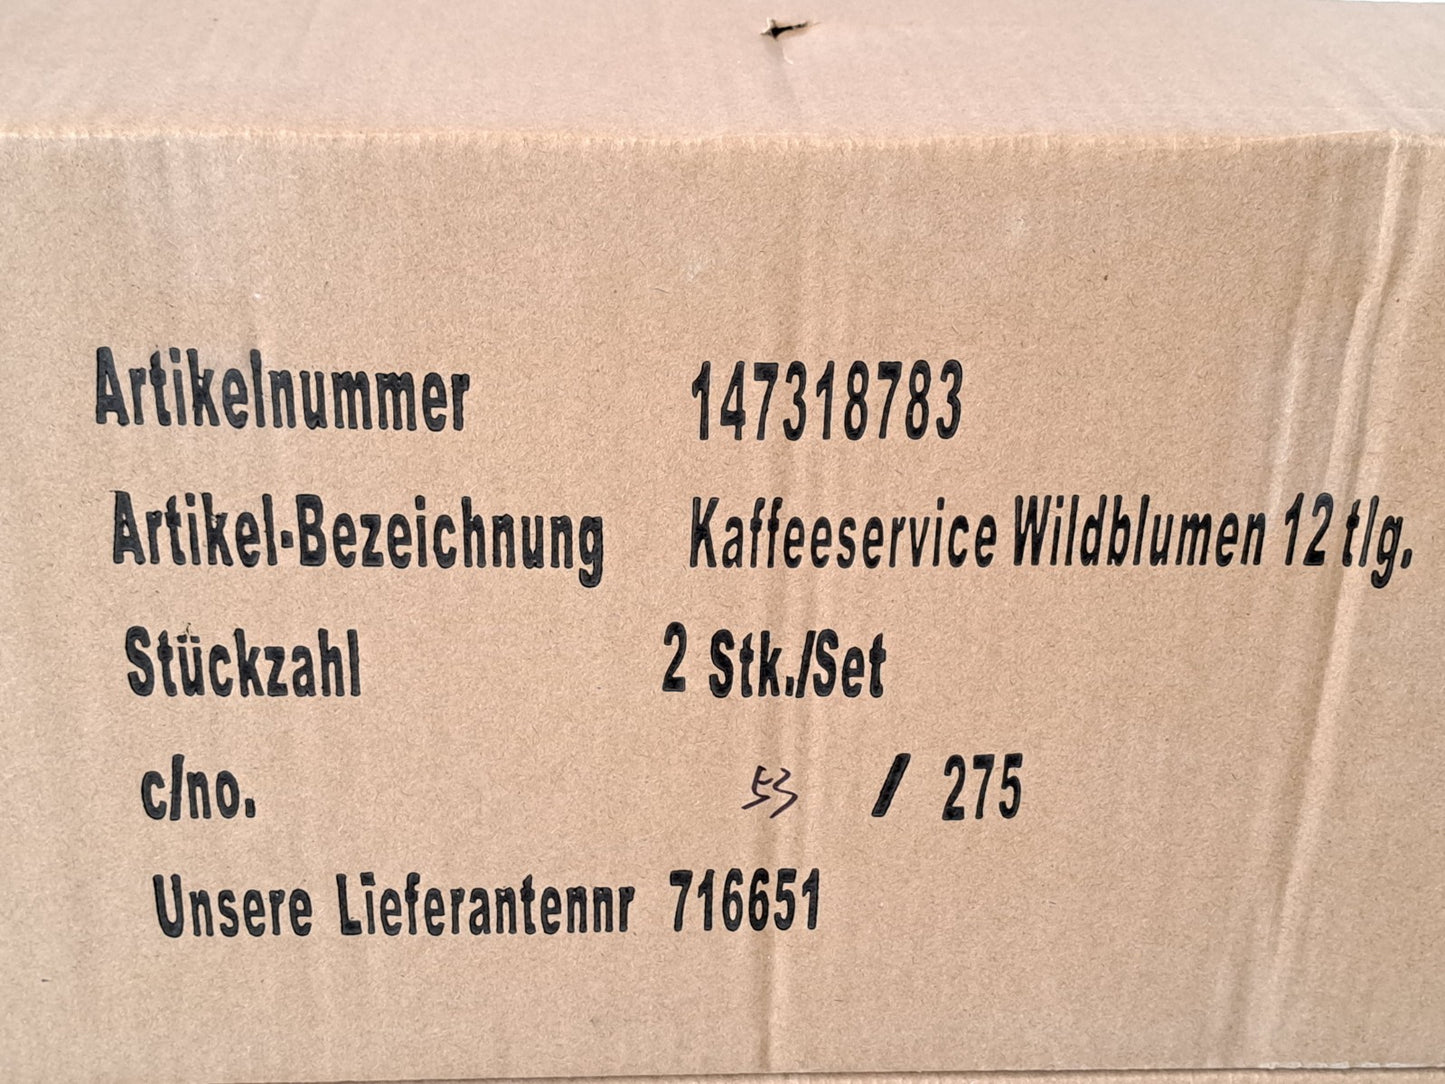 Artikelnummer 147318783
Artikel-Bezeichnung Kaffeeservice Wildblumen 12 tlg.
Stückzahl 2 Stk./Set
c/no. 53 / 275
Unsere Lieferantennr 716651